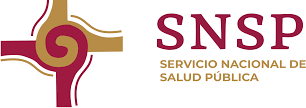 SNSP
SERVICIO NACIONAL DE
SALUD PÚBLICA